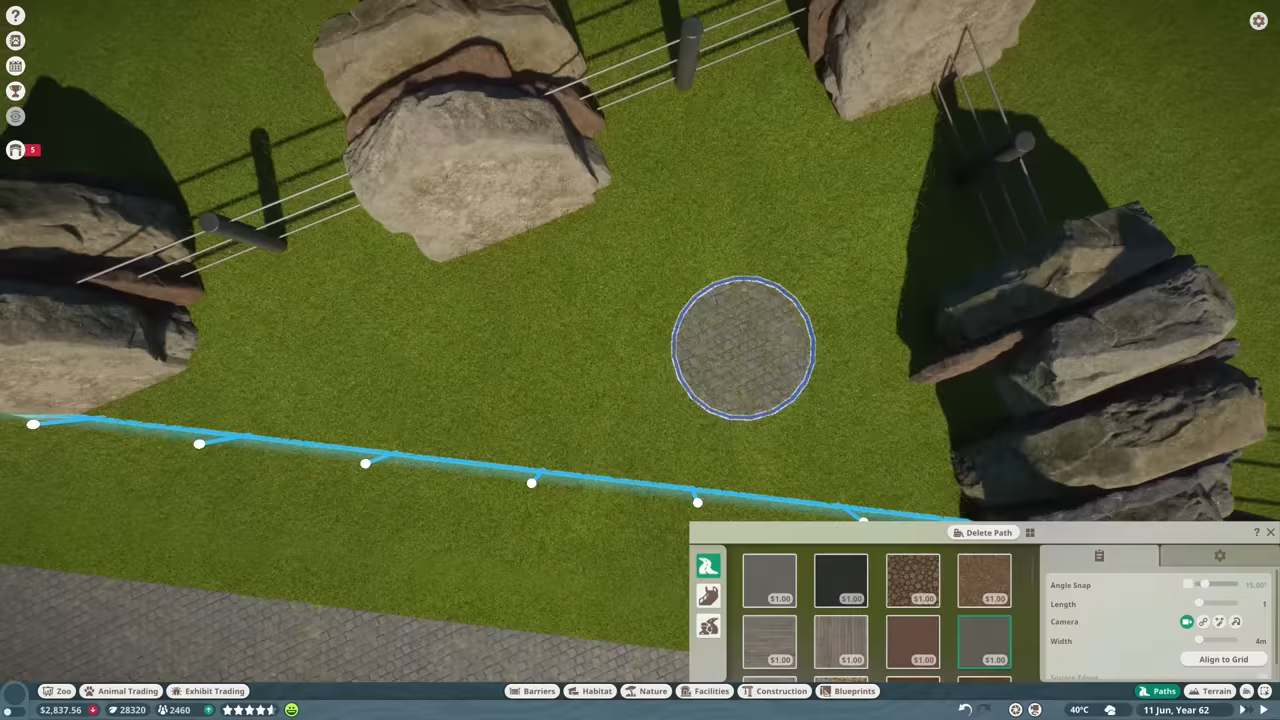 ?
5
Delete Path
?
$1.00 $1.00 $1.00 $1.00
$1.00 $1.00 $1.00 $1.00
Angle Snap 15.00°
Length 1
Camera
Width 4m
Align to Grid
Zoo Animal Trading Exhibit Trading Barriers Habitat Nature Facilities Construction Blueprints Paths Terrain
$2,837.56 28320 2460 40°C 11 Jun, Year 62